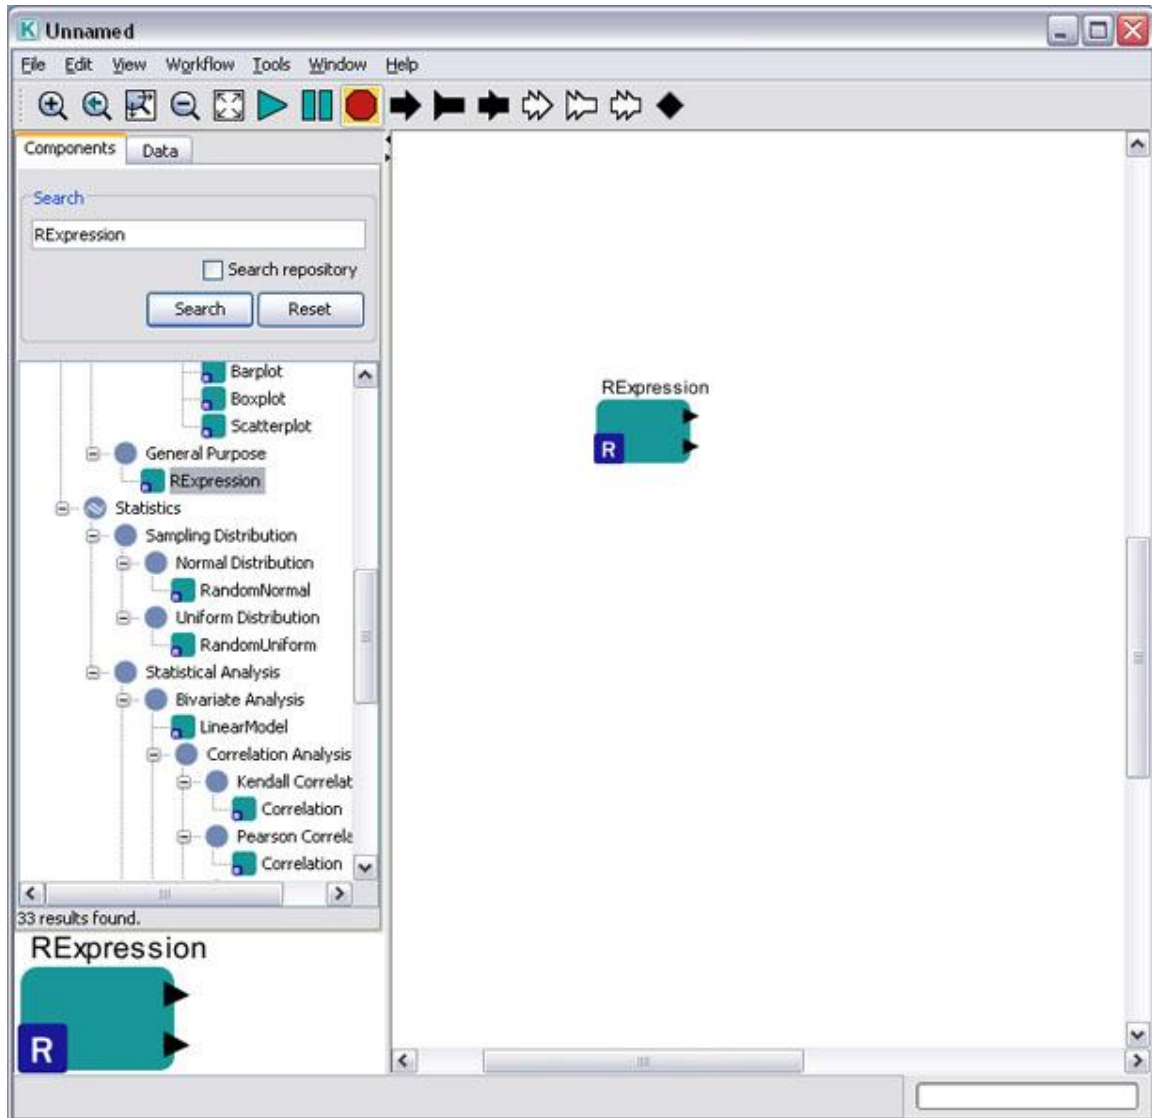 K Unnamed
File Edit View Workflow Tools Window Help
Components Data
Search
RExpression
Search repository
Search Reset
Barplot
Boxplot
Scatterplot
General Purpose
RExpression
Statistics
Sampling Distribution
Normal Distribution
RandomNormal
Uniform Distribution
RandomUniform
Statistical Analysis
Bivariate Analysis
LinearModel
Correlation Analysis
Kendall Correlat
Correlation
Pearson Correla
Correlation
33 results found.
RExpression
R
RExpression
R